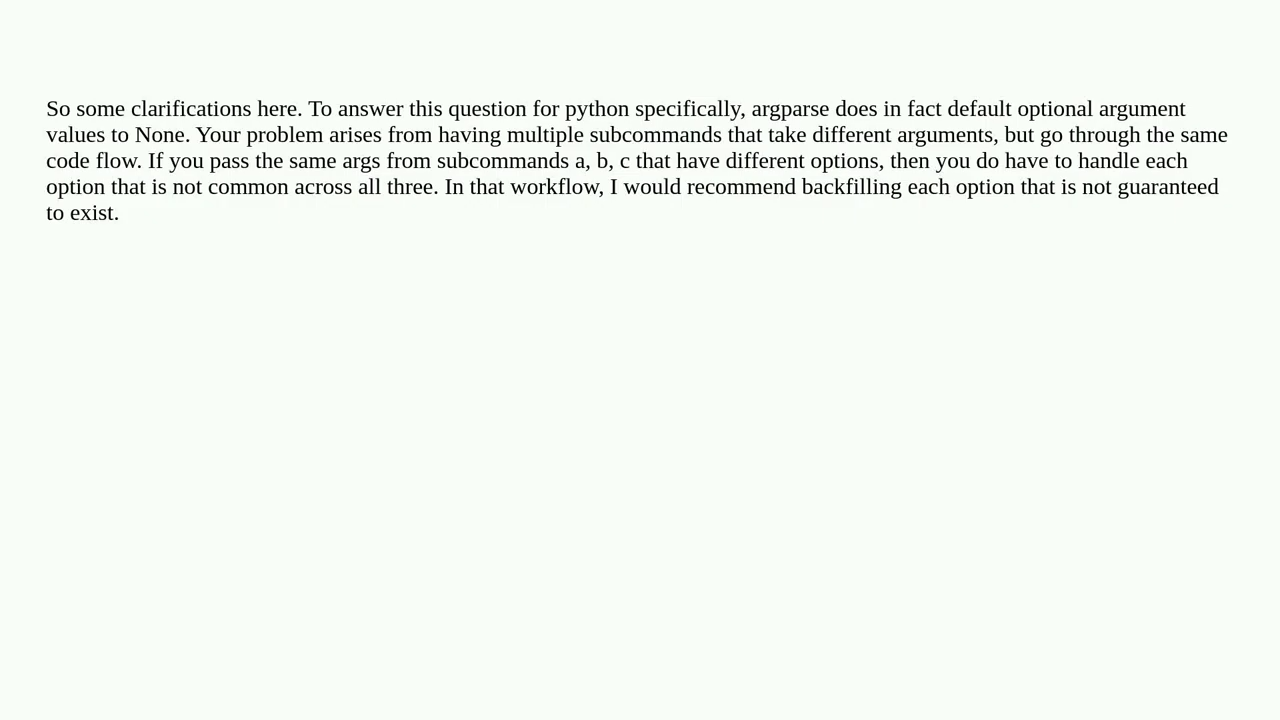 So some clarifications here. To answer this question for python specifically, argparse does in fact default optional argument
values to None. Your problem arises from having multiple subcommands that take different arguments, but go through the same
code flow. If you pass the same args from subcommands a, b, c that have different options, then you do have to handle each
option that is not common across all three. In that workflow, I would recommend backfilling each option that is not guaranteed
to exist.